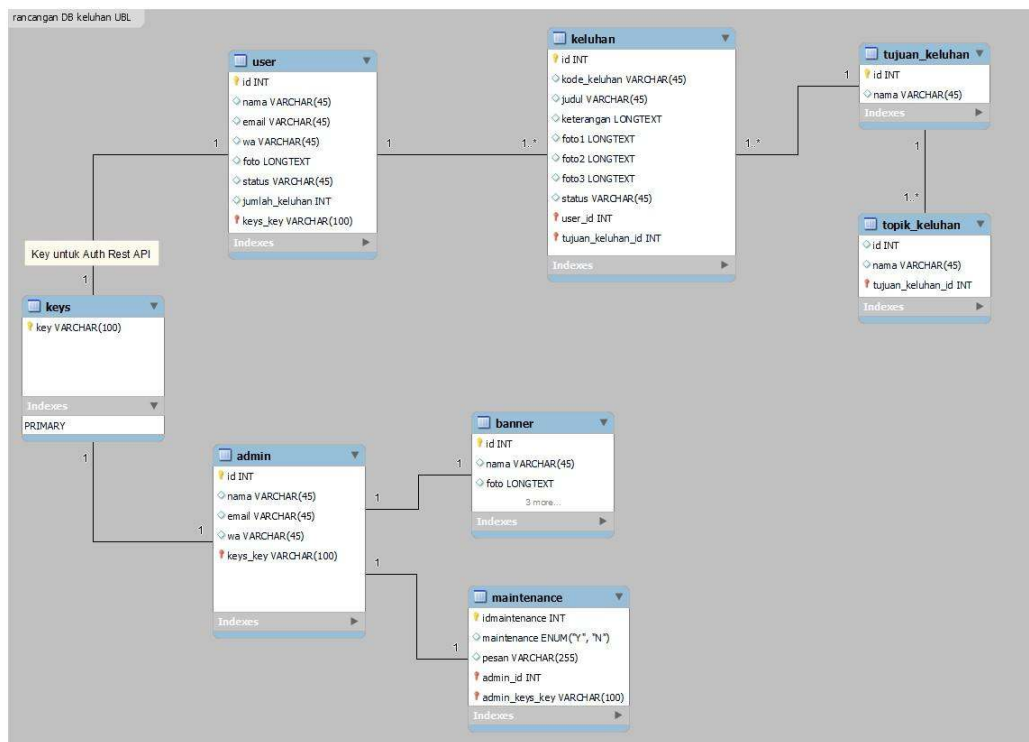 rancangan DB keluhan UBL
user
id INT
nama VARCHAR(45)
email VARCHAR(45)
wa VARCHAR(45)
foto LONGTEXT
status VARCHAR(45)
jumlah_keluhan INT
keys_key VARCHAR(100)
Indexes
keluhan
id INT
kode_keluhan VARCHAR(45)
judul VARCHAR(45)
keterangan LONGTEXT
foto1 LONGTEXT
foto2 LONGTEXT
foto3 LONGTEXT
status VARCHAR(45)
user_id INT
tujuan_keluhan_id INT
Indexes
tujuan_keluhan
id INT
nama VARCHAR(45)
Indexes
topik_keluhan
id INT
nama VARCHAR(45)
tujuan_keluhan_id INT
Indexes
1
1
1..*
1..*
1
1
1..*
Key untuk Auth Rest API
1
keys
key VARCHAR(100)
Indexes
PRIMARY
1
1
admin
id INT
nama VARCHAR(45)
email VARCHAR(45)
wa VARCHAR(45)
keys_key VARCHAR(100)
Indexes
1
1
banner
id INT
nama VARCHAR(45)
foto LONGTEXT
3 more...
Indexes
1
1
maintenance
idmaintenance INT
maintenance ENUM("Y", "N")
pesan VARCHAR(255)
admin_id INT
admin_keys_key VARCHAR(100)
Indexes